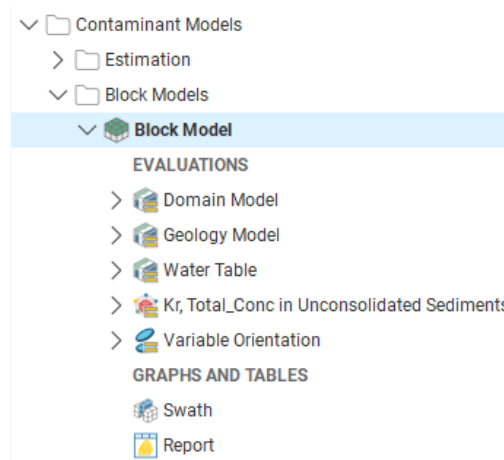 Contaminant Models
Estimation
Block Models
Block Model
EVALUATIONS
Domain Model
Geology Model
Water Table
Kr, Total_Conc in Unconsolidated Sediments
Variable Orientation
GRAPHS AND TABLES
Swath
Report